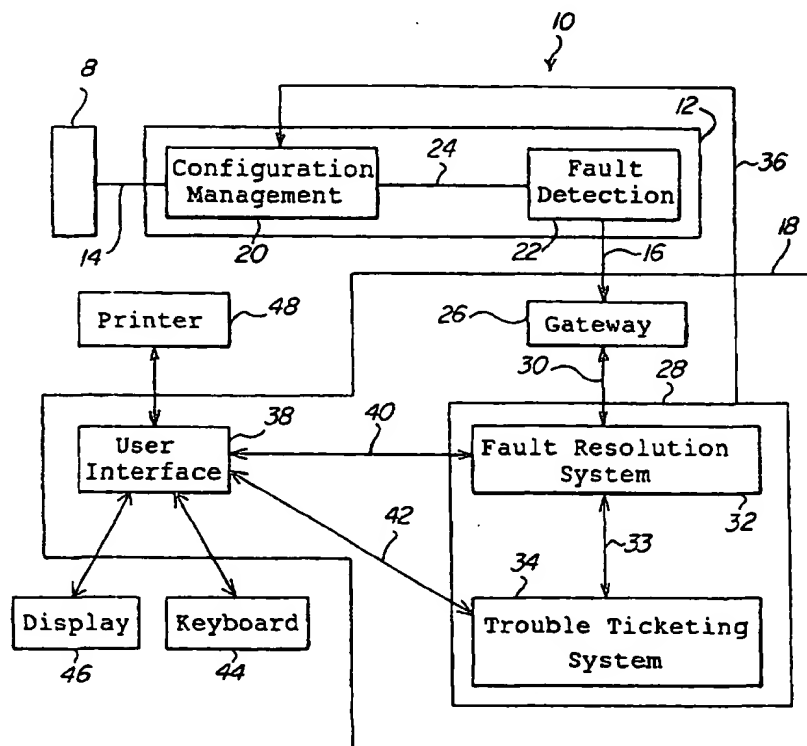 10
8
12
Configuration
Management
24
Fault
Detection
36
14
20
22
16
18
Printer
48
26
Gateway
30
28
38
User
Interface
40
Fault Resolution
System
32
42
33
34
Display
Keyboard
Trouble Ticketing
System
46
44